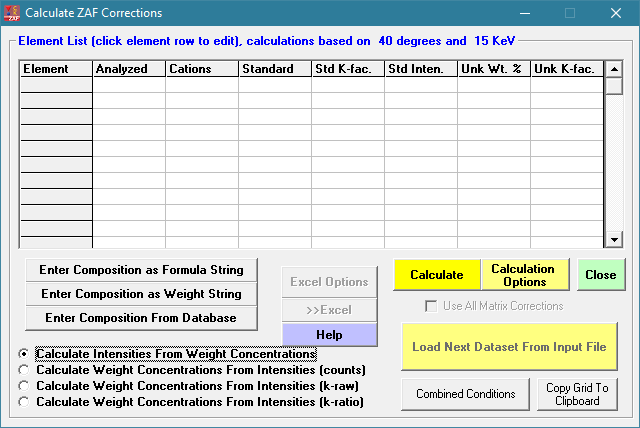 Calculate ZAF Corrections
Element List (click element row to edit), calculations based on 40 degrees and 15 KeV
Element Analyzed Cations Standard Std K-fac. Std Inten. Unk Wt. % Unk K-fac.
Enter Composition as Formula String
Enter Composition as Weight String
Enter Composition From Database
Excel Options
>>Excel
Help
Calculate
Calculation
Options
Close
Use All Matrix Corrections
Load Next Dataset From Input File
Calculate Intensities From Weight Concentrations
Calculate Weight Concentrations From Intensities (counts)
Calculate Weight Concentrations From Intensities (k-raw)
Calculate Weight Concentrations From Intensities (k-ratio)
Combined Conditions
Copy Grid To
Clipboard